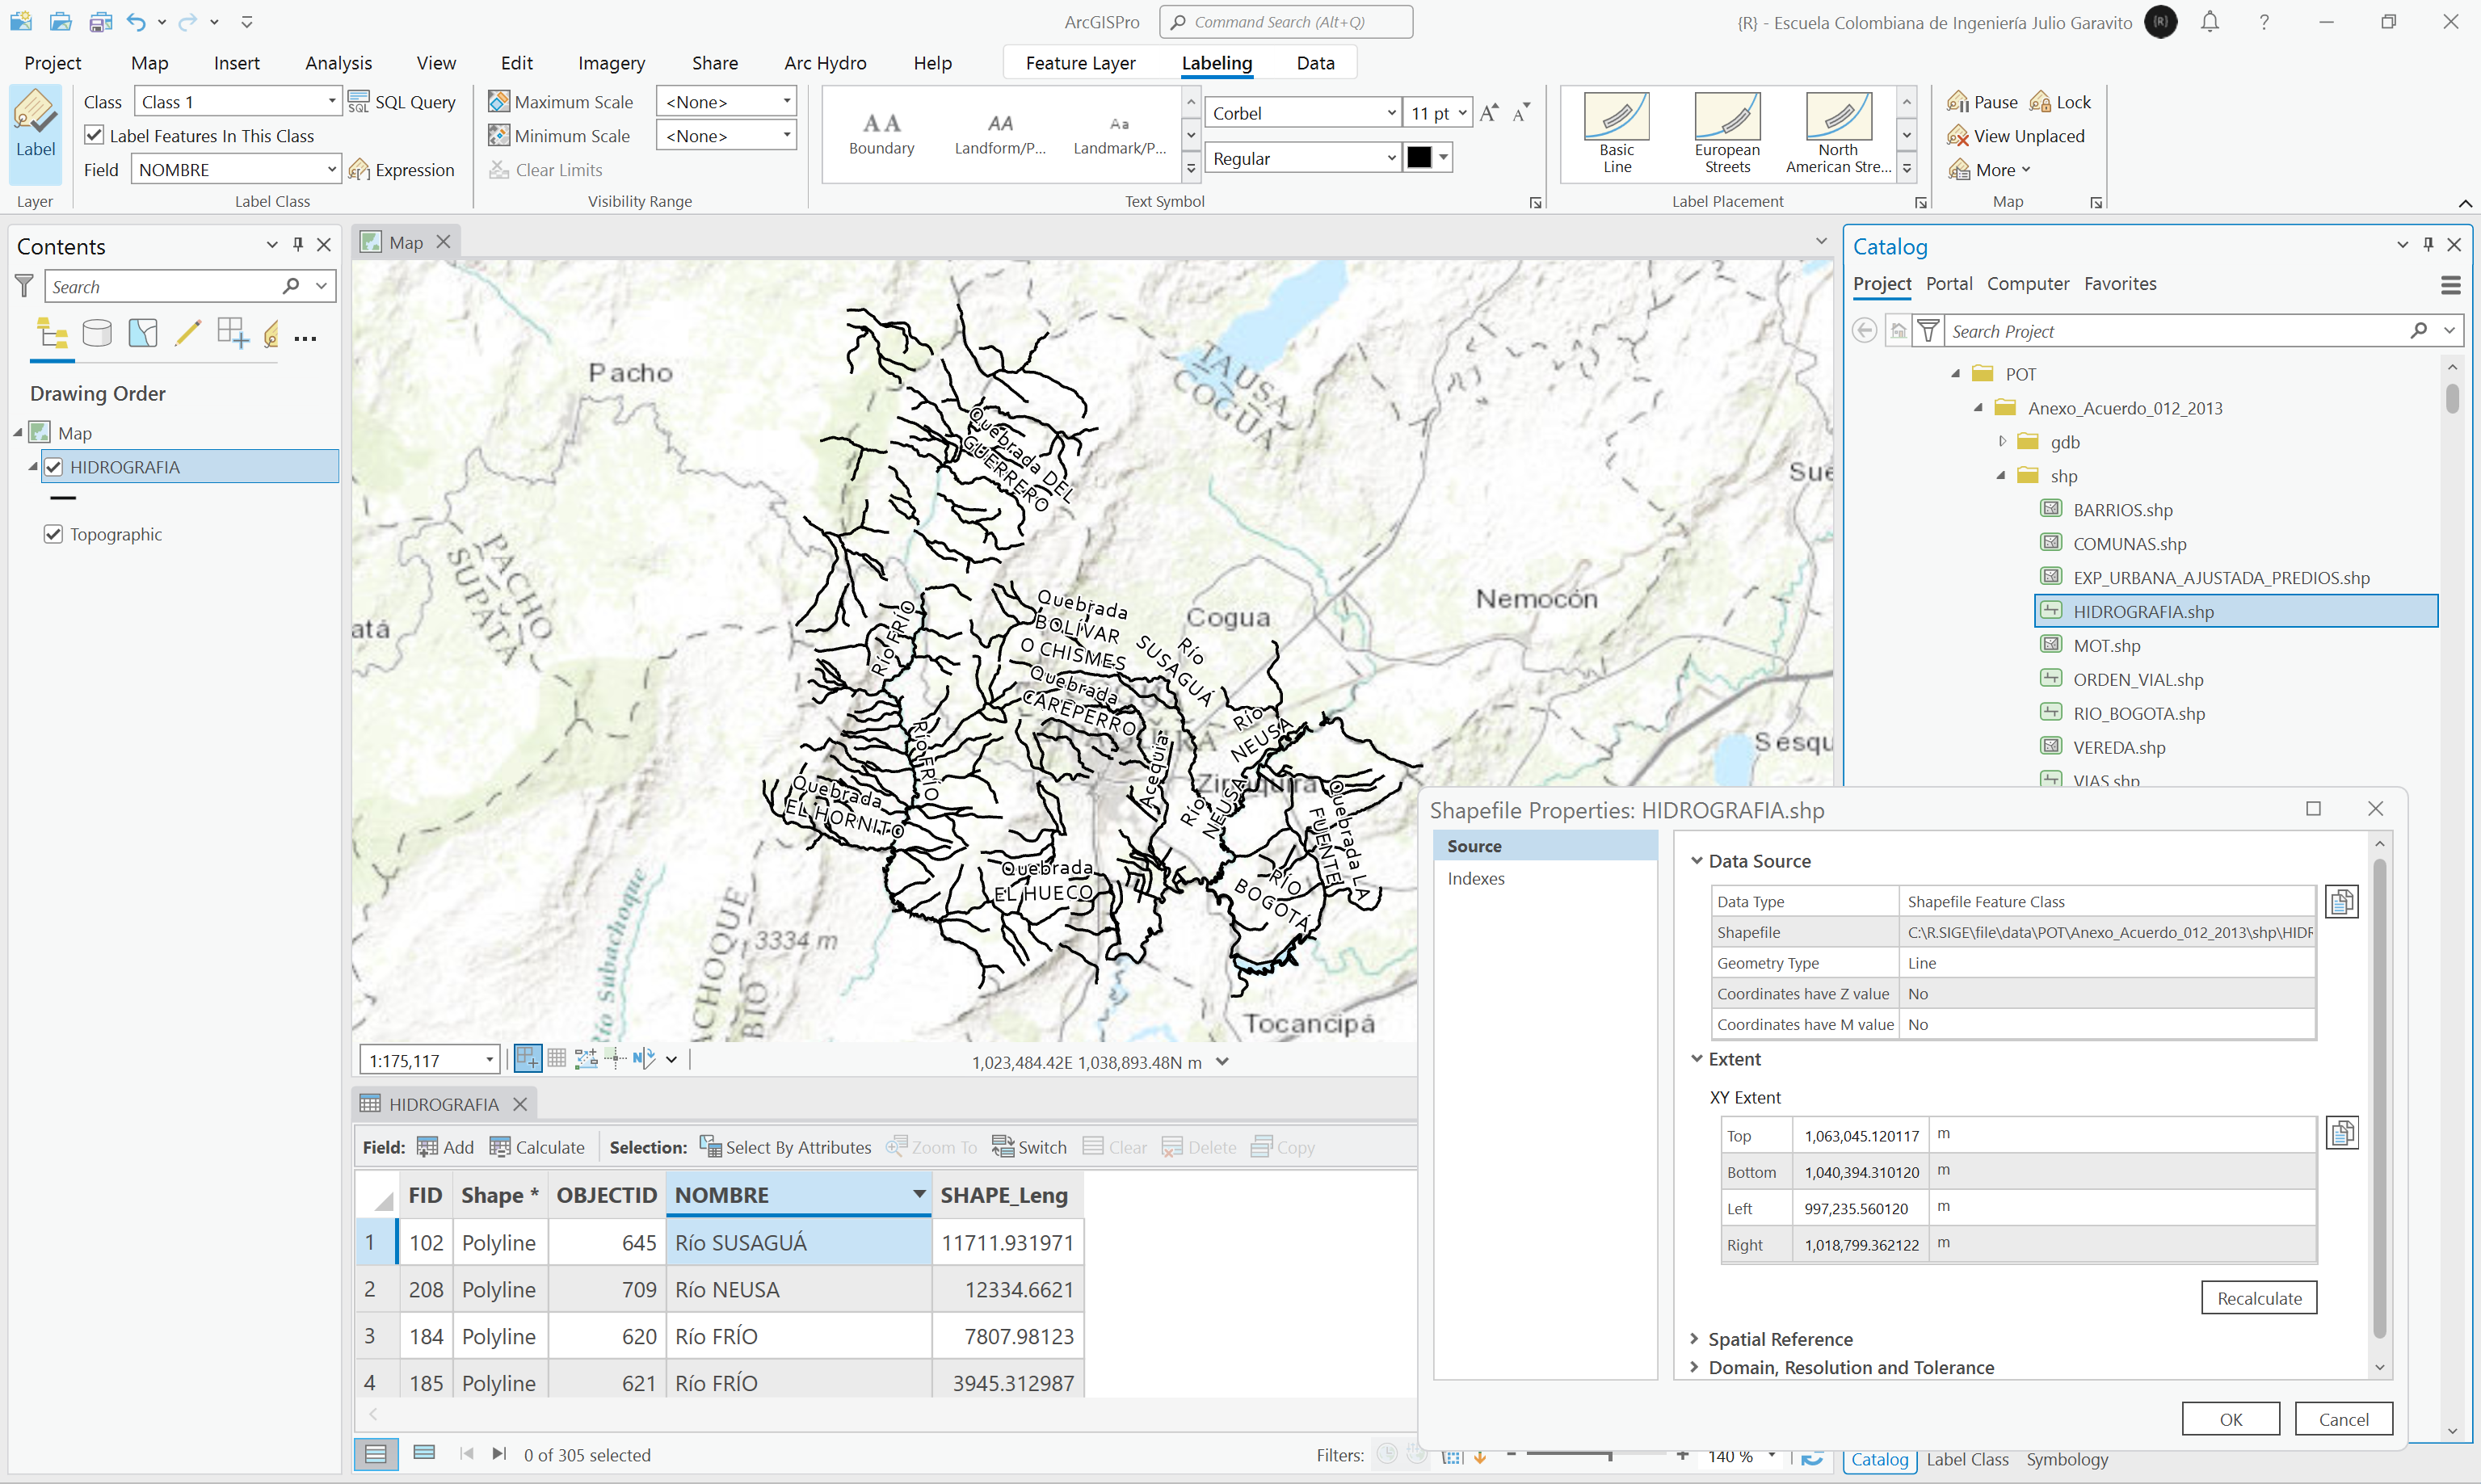 ArcGISPro
Command Search (Alt+Q)
{R} - Escuela Colombiana de Ingeniería Julio Garavito
{R}
Project Map Insert Analysis View Edit Imagery Share Arc Hydro Help Feature Layer Labeling Data
Label
Layer
Class Class 1 SQL Query
Label Features In This Class
Field NOMBRE Expression
Label Class
Maximum Scale <None>
Minimum Scale <None>
Clear Limits
Visibility Range
AA AA Aa
Boundary Landform/P... Landmark/P...
Corbel 11 pt
Regular
Text Symbol
Basic Line
European Streets
North American Stre...
Label Placement
Pause Lock
View Unplaced
More
Map
Contents
Search
Drawing Order
Map
HIDROGRAFIA
Topographic
Map
Pacho
TAUSA
COGUA
Sue
Quebrada DEL
GUERRERO
PACHO
SUPATÁ
atá
Nemocón
Cogua
Quebrada
BOLÍVAR
O CHISMES
Río
SUSAGUÁ
Río FRÍO
Quebrada
CAREPERRO
Río
NEUSA
Sesqu
Río FRÍO
Acequia
Zipaquirá
Quebrada
EL HORNITO
Río
NEUSA
Quebrada LA
FUENTE
Quebrada
EL HUECO
RÍO
BOGOTÁ
Río Subachoque
3334 m
Tocancipá
1:175,117
1,023,484.42E 1,038,893.48N m
HIDROGRAFIA
Field: Add Calculate Selection: Select By Attributes Zoom To Switch Clear Delete Copy
FID Shape * OBJECTID NOMBRE SHAPE_Leng
1 102 Polyline 645 Río SUSAGUÁ 11711.931971
2 208 Polyline 709 Río NEUSA 12334.6621
3 184 Polyline 620 Río FRÍO 7807.98123
4 185 Polyline 621 Río FRÍO 3945.312987
0 of 305 selected
Filters:
140 %
Catalog
Project Portal Computer Favorites
Search Project
POT
Anexo_Acuerdo_012_2013
gdb
shp
BARRIOS.shp
COMUNAS.shp
EXP_URBANA_AJUSTADA_PREDIOS.shp
HIDROGRAFIA.shp
MOT.shp
ORDEN_VIAL.shp
RIO_BOGOTA.shp
VEREDA.shp
VIAS.shp
Shapefile Properties: HIDROGRAFIA.shp
Source
Indexes
Data Source
Data Type Shapefile Feature Class
Shapefile C:\R.SIGE\file\data\POT\Anexo_Acuerdo_012_2013\shp\HIDR
Geometry Type Line
Coordinates have Z value No
Coordinates have M value No
Extent
XY Extent
Top 1,063,045.120117 m
Bottom 1,040,394.310120 m
Left 997,235.560120 m
Right 1,018,799.362122 m
Recalculate
Spatial Reference
Domain, Resolution and Tolerance
OK Cancel
Catalog Label Class Symbology